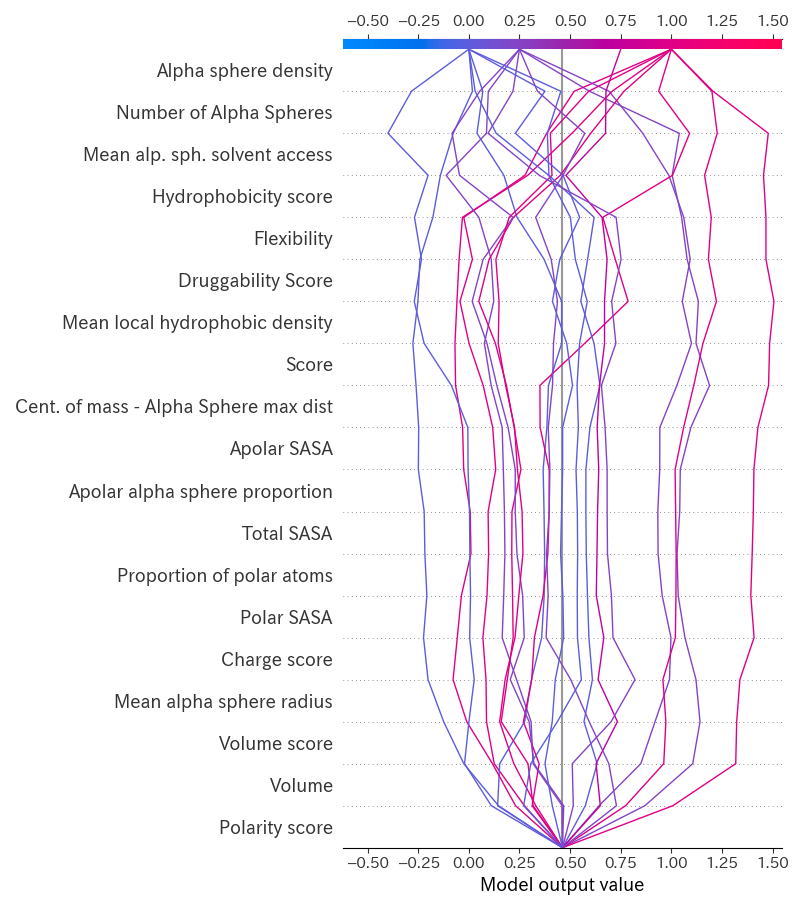 −0.50 −0.25 0.00 0.25 0.50 0.75 1.00 1.25 1.50
Alpha sphere density
Number of Alpha Spheres
Mean alp. sph. solvent access
Hydrophobicity score
Flexibility
Druggability Score
Mean local hydrophobic density
Score
Cent. of mass - Alpha Sphere max dist
Apolar SASA
Apolar alpha sphere proportion
Total SASA
Proportion of polar atoms
Polar SASA
Charge score
Mean alpha sphere radius
Volume score
Volume
Polarity score
−0.50 −0.25 0.00 0.25 0.50 0.75 1.00 1.25 1.50
Model output value